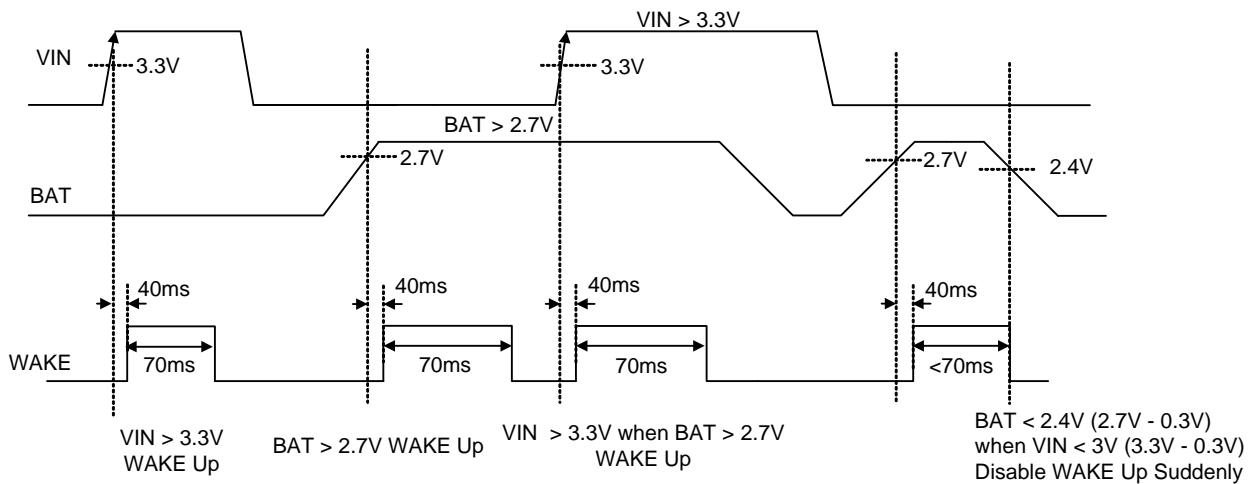 VIN > 3.3V
VIN
3.3V
3.3V
BAT > 2.7V
2.7V
2.7V
2.4V
BAT
40ms
40ms
40ms
40ms
WAKE
70ms
70ms
70ms
<70ms
VIN > 3.3V
WAKE Up
BAT > 2.7V WAKE Up
VIN > 3.3V when BAT > 2.7V
WAKE Up
BAT < 2.4V (2.7V - 0.3V)
when VIN < 3V (3.3V - 0.3V)
Disable WAKE Up Suddenly